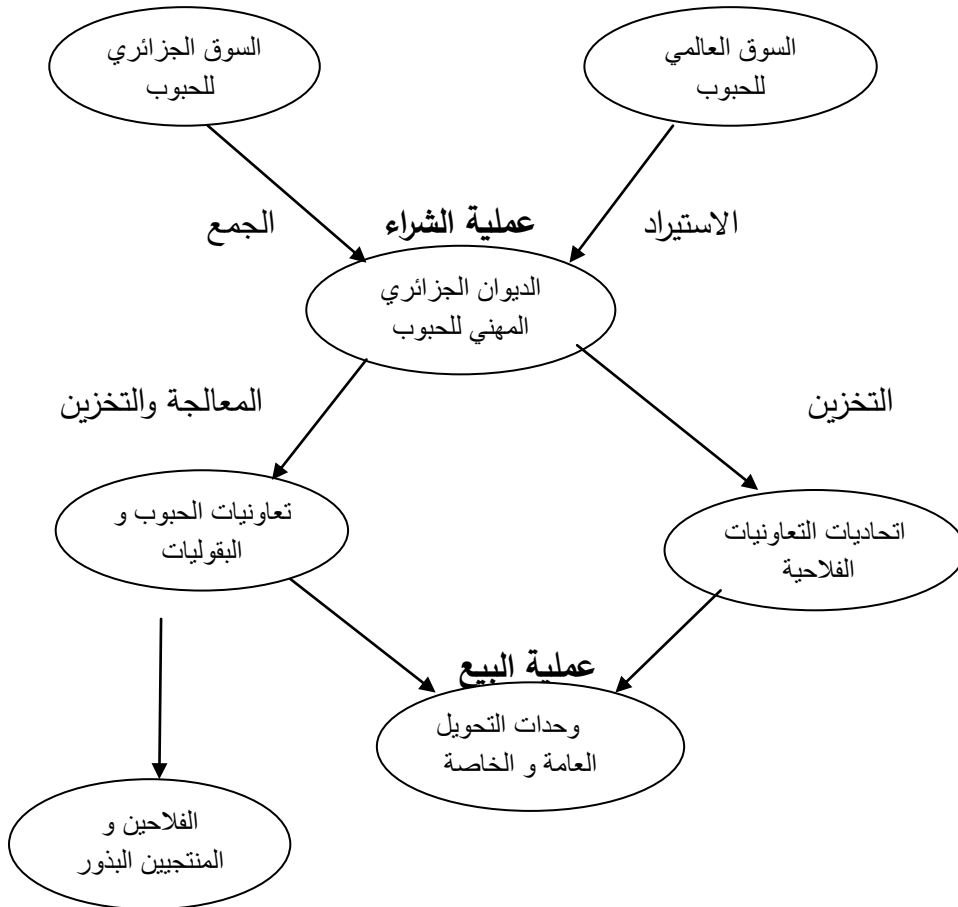 السوق العالمي
للحبوب
السوق الجزائري
للحبوب
الاستيراد
عملية الشراء
الجمع
الديوان الجزائري
المهني للحبوب
التخزين
المعالجة والتخزين
اتحاديات التعاونيات
الفلاحية
تعاونيات الحبوب و
البقوليات
عملية البيع
وحدات التحويل
العامة و الخاصة
الفلاحين و
المنتجيين البذور